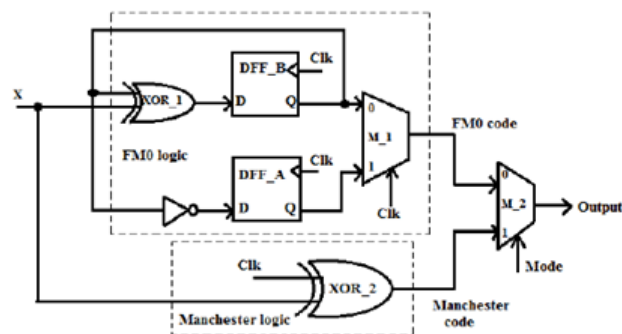 Clk
DFF_B
X
XOR_1
D
Q
0
M_1
1
FM0 code
FM0 logic
DFF_A
Clk
D
Q
Clk
0
M_2
1
Output
Mode
Clk
XOR_2
Manchester logic
Manchester
code